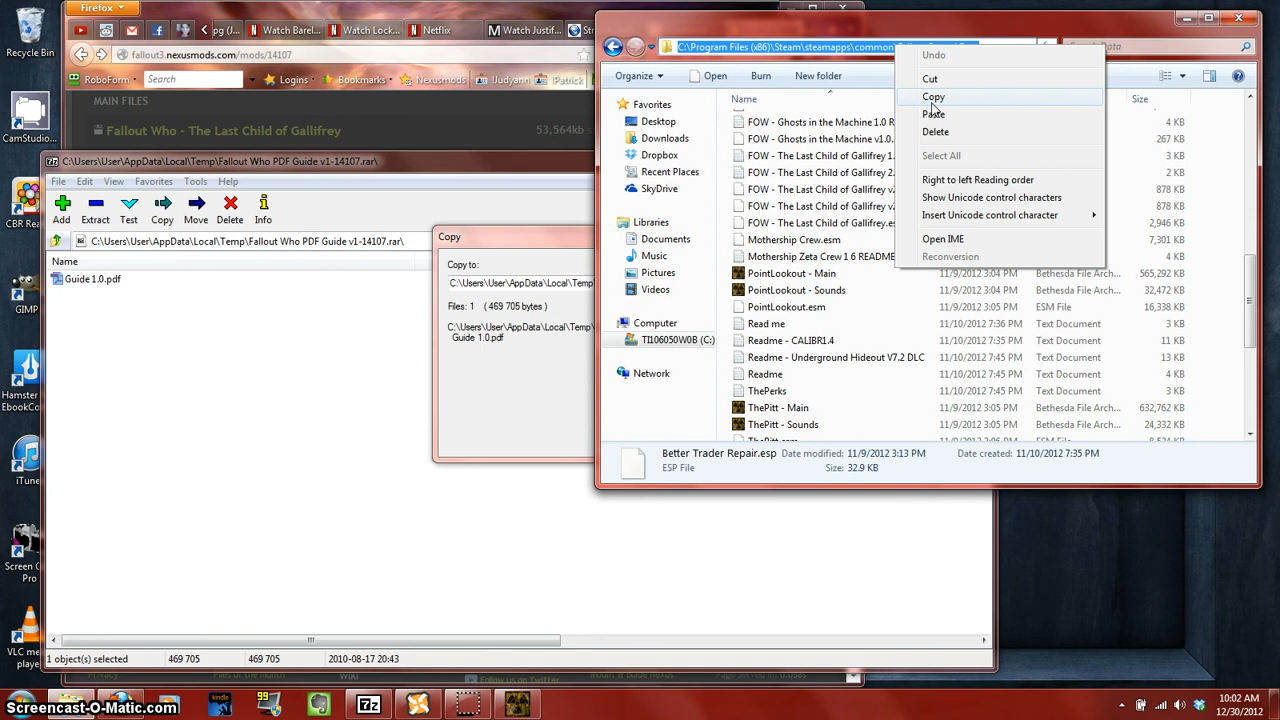 Firefox
Recycle Bin
pg (J...
Watch Barel...
Watch Lock...
Netflix
Watch Justif...
fallout3.nexusmods.com/mods/14107
RoboForm
Search
Logins
Bookmarks
Nexusmods
Judyann
Patrick
MAIN FILES
Fallout Who - The Last Child of Gallifrey
53,564kb
CamStudio...
CBR Rea
GIMP
Hamster
EbookCo
iTune
Screen
Pro
VLC me
player
C:\Users\User\AppData\Local\Temp\Fallout Who PDF Guide v1-14107.rar\
File Edit View Favorites Tools Help
Add Extract Test Copy Move Delete Info
C:\Users\User\AppData\Local\Temp\Fallout Who PDF Guide v1-14107.rar\
Name
Guide 1.0.pdf
1 object(s) selected 469 705 469 705 2010-08-17 20:43
Copy
Copy to:
C:\Users\User\AppData\Local\Temp
Files: 1 ( 469 705 bytes )
C:\Users\User\AppData\Local\Temp
Guide 1.0.pdf
C:\Program Files (x86)\Steam\steamapps\common\
Organize Open Burn New folder
Favorites
Desktop
Downloads
Dropbox
Recent Places
SkyDrive
Libraries
Documents
Music
Pictures
Videos
Computer
TI106050W0B (C:)
Network
Name Size
FOW - Ghosts in the Machine 1.0 R 4 KB
FOW - Ghosts in the Machine v1.0. 267 KB
FOW - The Last Child of Gallifrey 1. 3 KB
FOW - The Last Child of Gallifrey 2. 2 KB
FOW - The Last Child of Gallifrey v 878 KB
FOW - The Last Child of Gallifrey v 878 KB
FOW - The Last Child of Gallifrey.es 2,946 KB
Mothership Crew.esm 7,301 KB
Mothership Zeta Crew 1 6 README 4 KB
PointLookout - Main 11/9/2012 3:04 PM Bethesda File Arch... 565,292 KB
PointLookout - Sounds 11/9/2012 3:04 PM Bethesda File Arch... 32,472 KB
PointLookout.esm 11/9/2012 3:05 PM ESM File 16,338 KB
Read me 11/10/2012 7:36 PM Text Document 3 KB
Readme - CALIBR1.4 11/10/2012 7:35 PM Text Document 11 KB
Readme - Underground Hideout V7.2 DLC 11/10/2012 7:45 PM Text Document 13 KB
Readme 11/10/2012 7:45 PM Text Document 4 KB
ThePerks 11/10/2012 7:45 PM Text Document 3 KB
ThePitt - Main 11/9/2012 3:05 PM Bethesda File Arch... 632,762 KB
ThePitt - Sounds 11/9/2012 3:05 PM Bethesda File Arch... 24,332 KB
Better Trader Repair.esp Date modified: 11/9/2012 3:13 PM Date created: 11/10/2012 7:35 PM
ESP File Size: 32.9 KB
Undo
Cut
Copy
Paste
Delete
Select All
Right to left Reading order
Show Unicode control characters
Insert Unicode control character
Open IME
Reconversion
Privacy
Wiki
Follow us on Twitter
kindle
99
7z
10:02 AM
12/30/2012
Screencast-O-Matic.com